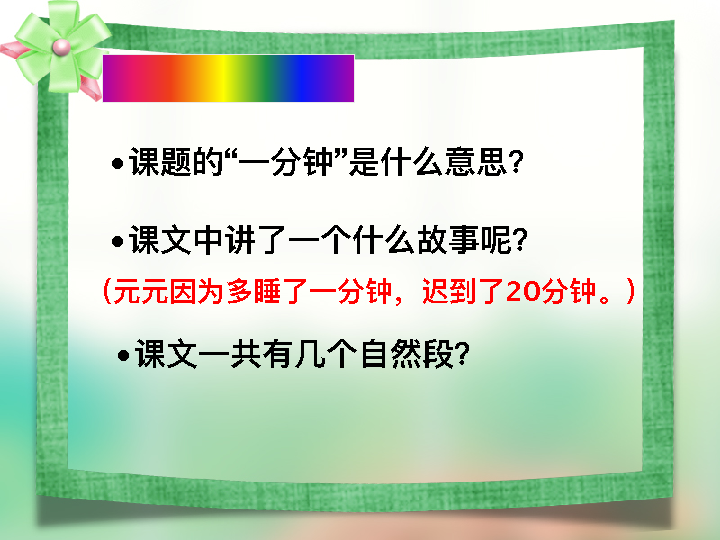 •课题的“一分钟”是什么意思？
•课文中讲了一个什么故事呢？
（元元因为多睡了一分钟，迟到了20分钟。）
•课文一共有几个自然段？